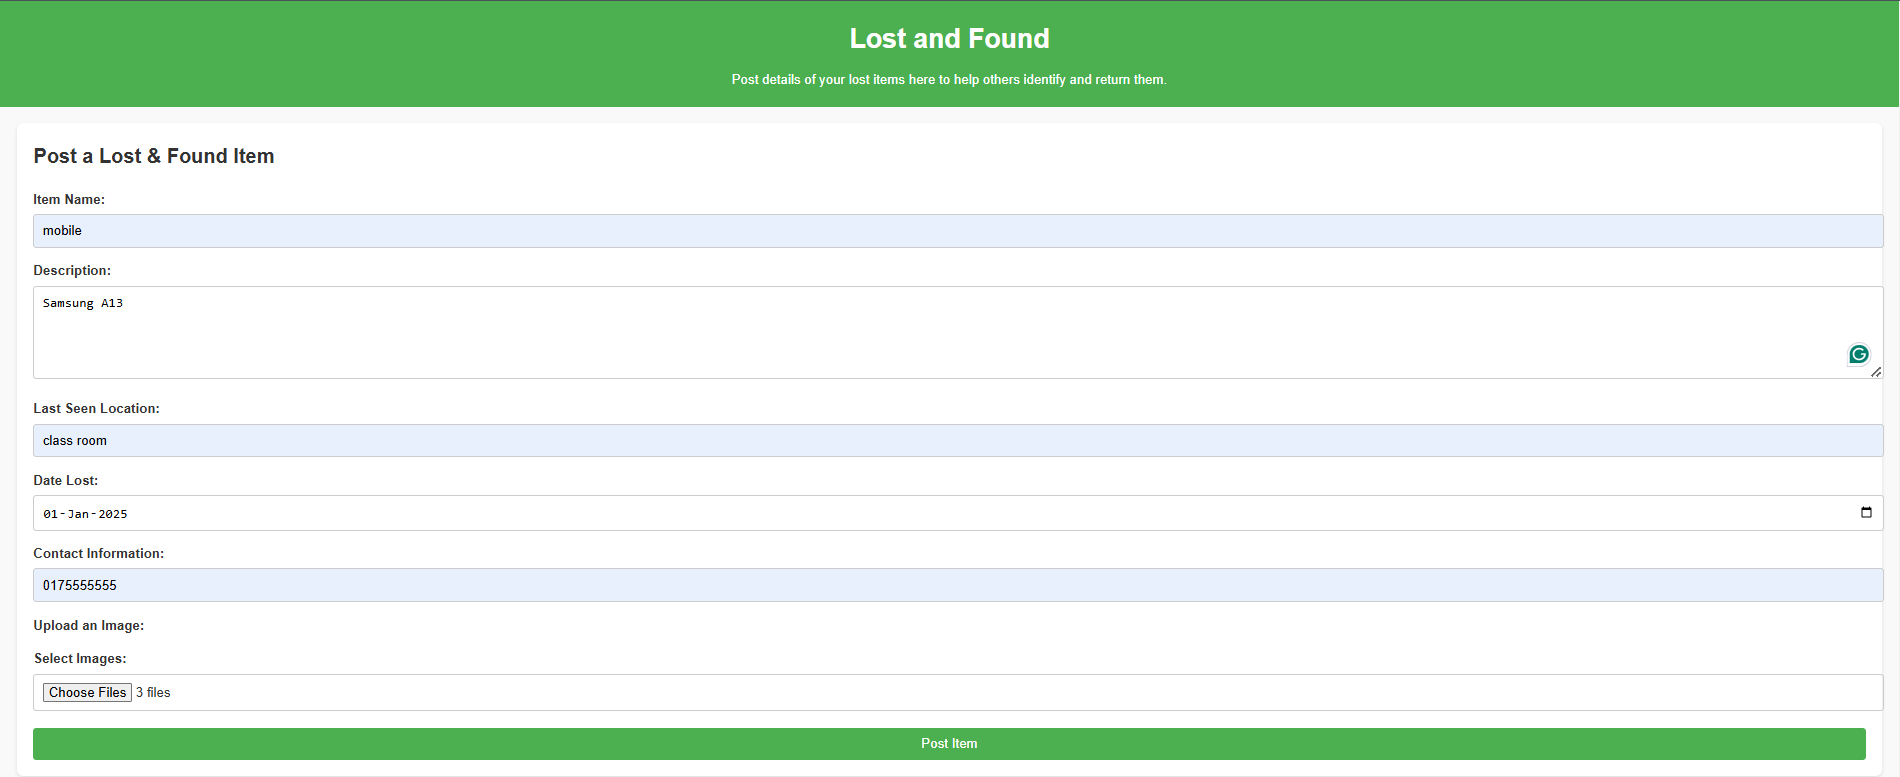 Lost and Found
Post details of your lost items here to help others identify and return them.
Post a Lost & Found Item
Item Name:
mobile
Description:
Samsung A13
Last Seen Location:
class room
Date Lost:
01-Jan-2025
Contact Information:
0175555555
Upload an Image:
Select Images:
Choose Files 3 files
Post Item